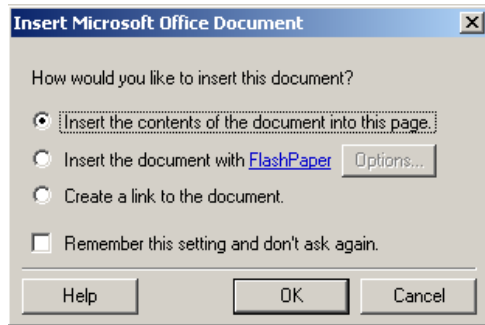 Insert Microsoft Office Document
How would you like to insert this document?
Insert the contents of the document into this page.
Insert the document with FlashPaper Options...
Create a link to the document.
Remember this setting and don't ask again.
Help OK Cancel